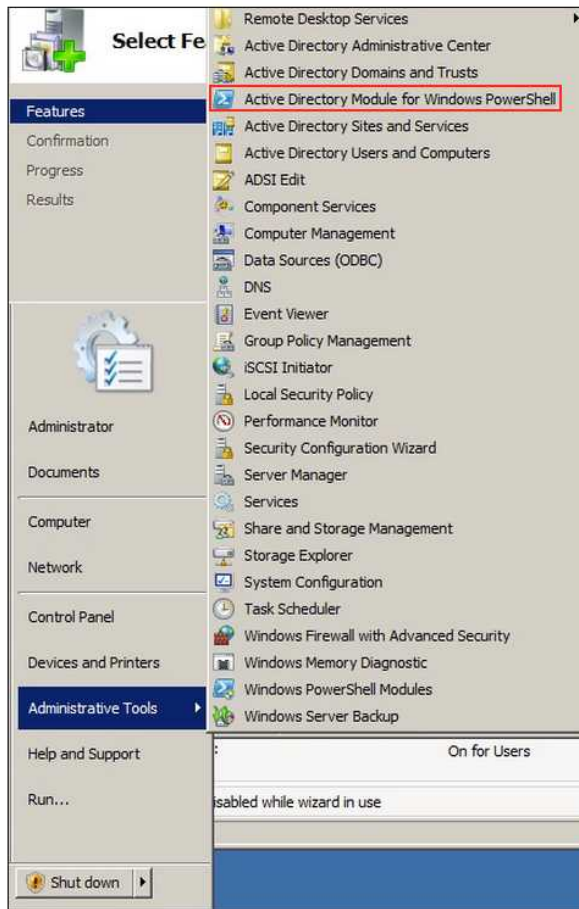 Select Fe
Features
Confirmation
Progress
Results
Administrator
Documents
Computer
Network
Control Panel
Devices and Printers
Administrative Tools
Help and Support
Run...
Shut down
Remote Desktop Services
Active Directory Administrative Center
Active Directory Domains and Trusts
Active Directory Module for Windows PowerShell
Active Directory Sites and Services
Active Directory Users and Computers
ADSI Edit
Component Services
Computer Management
Data Sources (ODBC)
DNS
Event Viewer
Group Policy Management
iSCSI Initiator
Local Security Policy
Performance Monitor
Security Configuration Wizard
Server Manager
Services
Share and Storage Management
Storage Explorer
System Configuration
Task Scheduler
Windows Firewall with Advanced Security
Windows Memory Diagnostic
Windows PowerShell Modules
Windows Server Backup
: On for Users
isabled while wizard in use